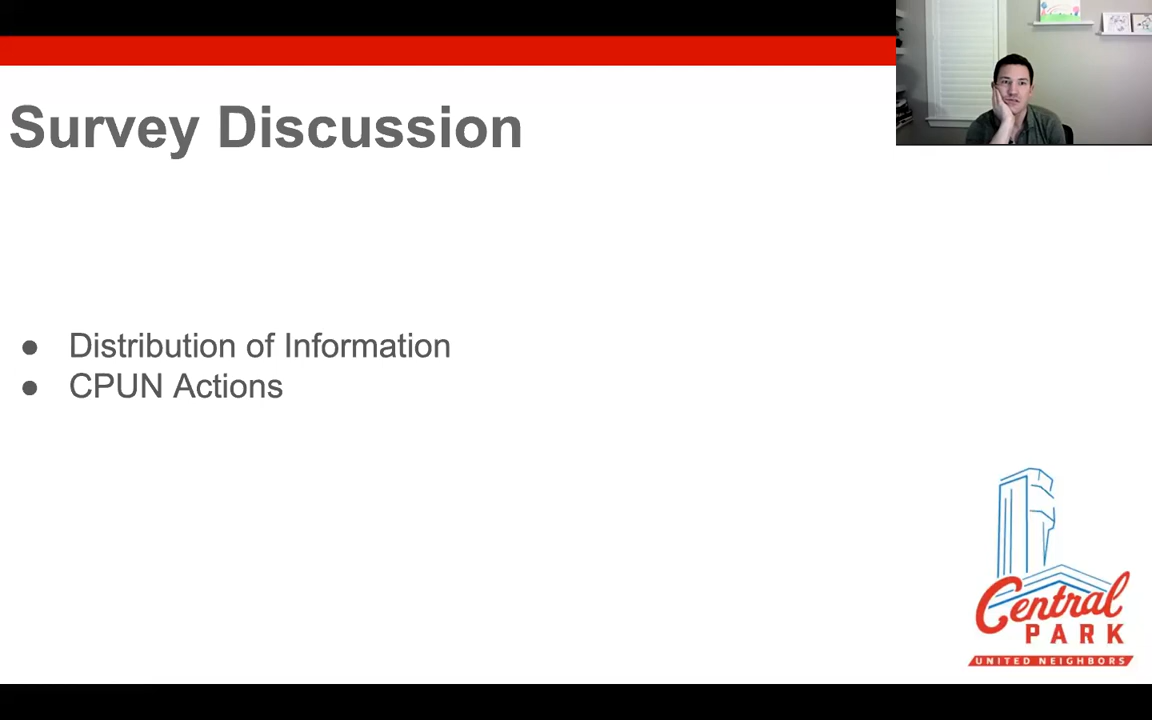 Survey Discussion
● Distribution of Information
● CPUN Actions
Central
PARK
UNITED NEIGHBORS